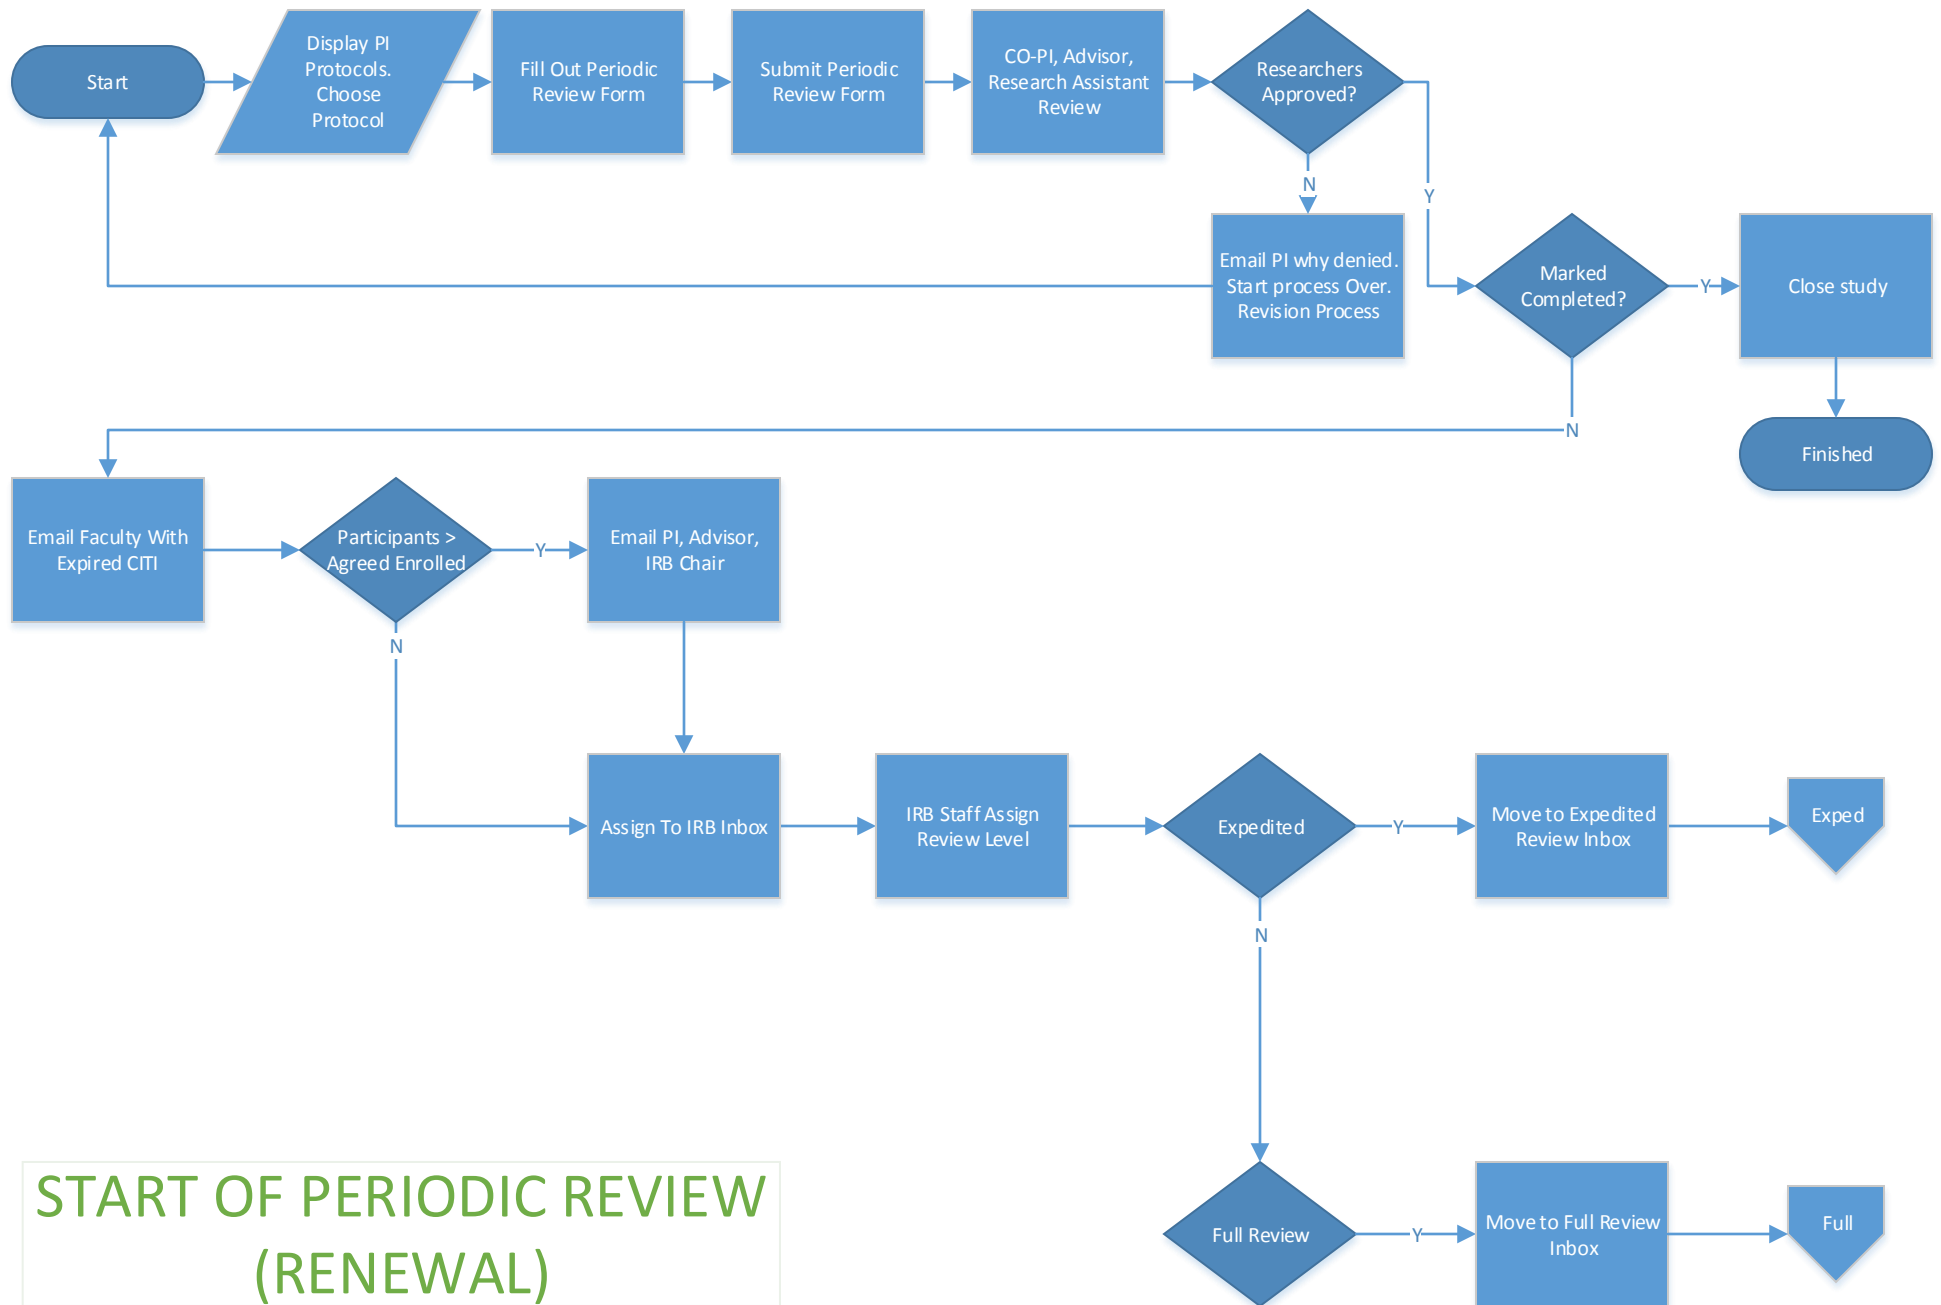 Start
Display PI
Protocols.
Choose
Protocol
Fill Out Periodic
Review Form
Submit Periodic
Review Form
CO-PI, Advisor,
Research Assistant
Review
Researchers
Approved?
N
Y
Email PI why denied.
Start process Over.
Revision Process
Marked
Completed?
Y
Close study
N
Finished
Email Faculty With
Expired CITI
Participants >
Agreed Enrolled
Y
Email PI, Advisor,
IRB Chair
N
Assign To IRB Inbox
IRB Staff Assign
Review Level
Expedited
Y
Move to Expedited
Review Inbox
Exped
N
Full Review
Y
Move to Full Review
Inbox
Full
START OF PERIODIC REVIEW
(RENEWAL)